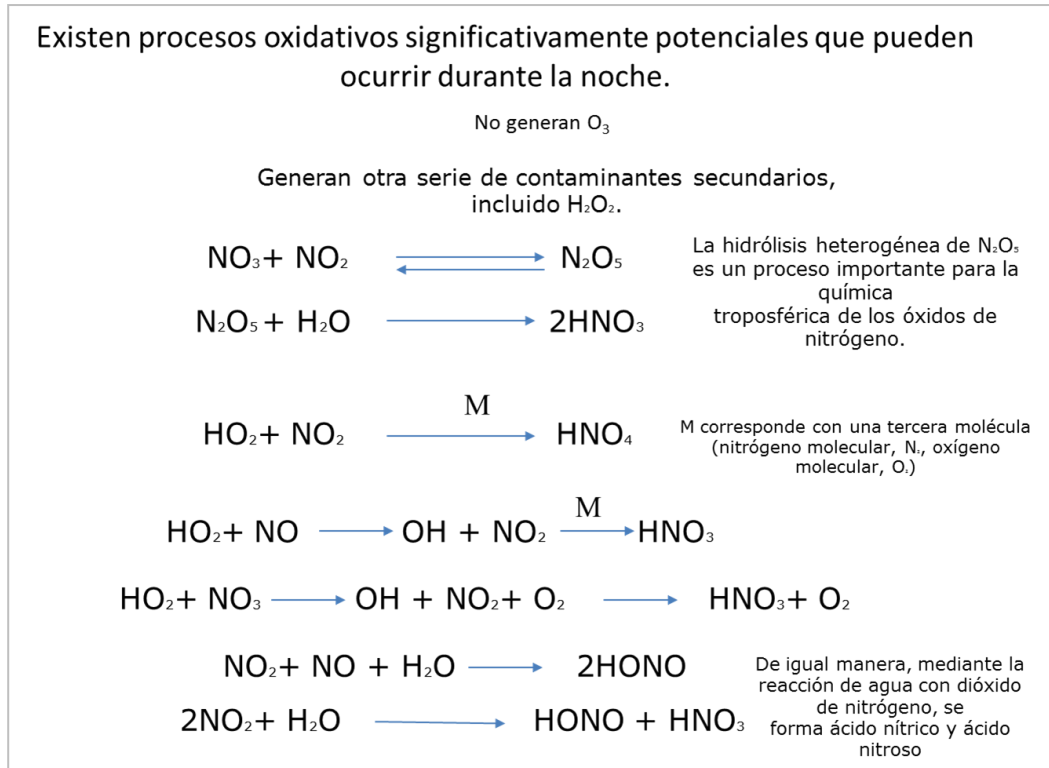 Existen procesos oxidativos significativamente potenciales que pueden
ocurrir durante la noche.
No generan O₃
Generan otra serie de contaminantes secundarios,
incluido H₂O₂.
NO₃+ NO₂ ⇄ N₂O₅
La hidrólisis heterogénea de N₂O₅
es un proceso importante para la
química
troposférica de los óxidos de
nitrógeno.
N₂O₅ + H₂O → 2HNO₃
M
HO₂+ NO₂ → HNO₄
M corresponde con una tercera molécula
(nitrógeno molecular, N₂, oxígeno
molecular, O₂)
M
HO₂+ NO → OH + NO₂ → HNO₃
HO₂+ NO₃ → OH + NO₂+ O₂ → HNO₃+ O₂
NO₂+ NO + H₂O → 2HONO
2NO₂+ H₂O → HONO + HNO₃
De igual manera, mediante la
reacción de agua con dióxido
de nitrógeno, se
forma ácido nítrico y ácido
nitroso